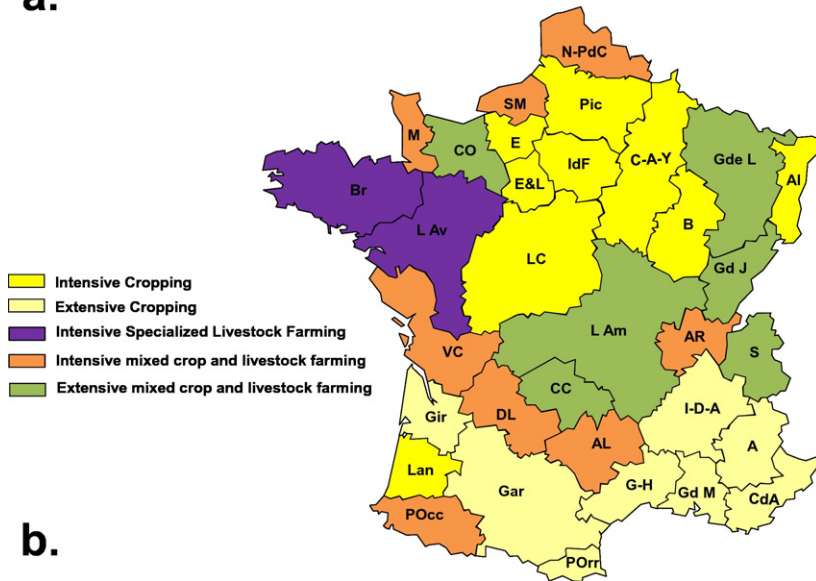 a.
N-PdC
SM
Pic
M
CO
E
IdF
C-A-Y
Gde L
Al
E&L
Br
L Av
B
LC
Gd J
Intensive Cropping
Extensive Cropping
Intensive Specialized Livestock Farming
Intensive mixed crop and livestock farming
Extensive mixed crop and livestock farming
L Am
AR
S
VC
CC
I-D-A
Gir
DL
AL
A
Lan
Gar
G-H
Gd M
CdA
POcc
POrr
b.